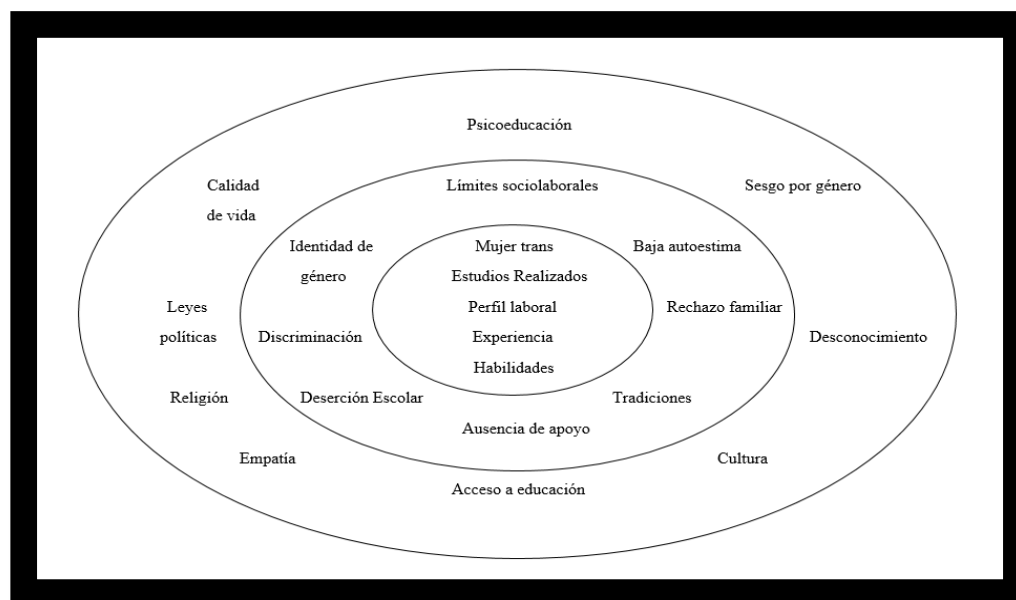 Psicoeducación
Calidad
de vida
Límites sociolaborales
Sesgo por género
Identidad de
género
Mujer trans
Baja autoestima
Estudios Realizados
Leyes
políticas
Perfil laboral
Rechazo familiar
Discriminación
Experiencia
Desconocimiento
Habilidades
Religión
Deserción Escolar
Tradiciones
Ausencia de apoyo
Empatía
Cultura
Acceso a educación